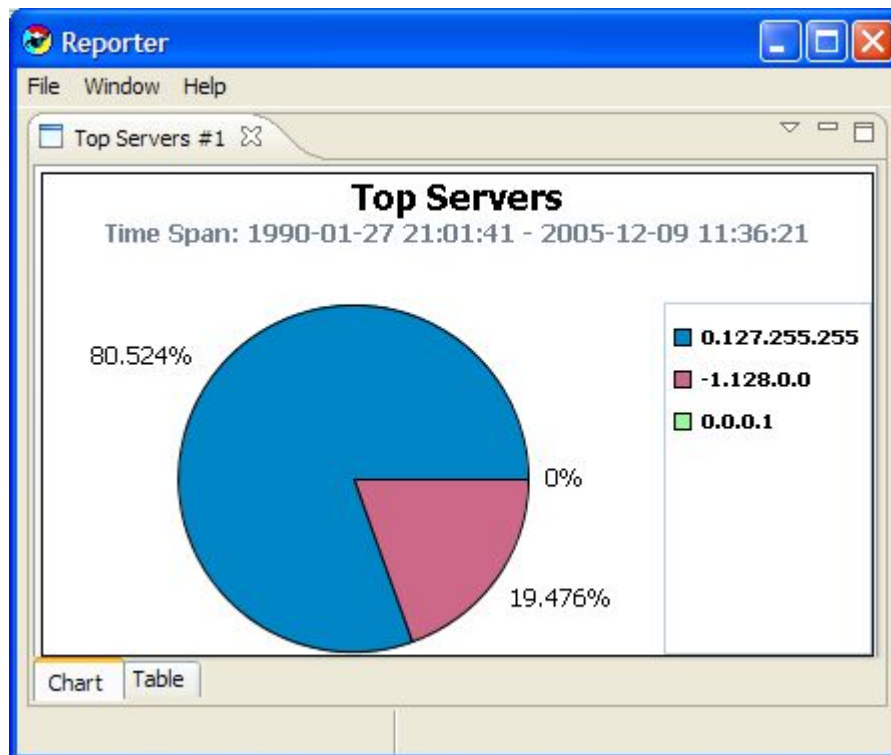 Reporter
File Window Help
Top Servers #1
Top Servers
Time Span: 1990-01-27 21:01:41 - 2005-12-09 11:36:21
80.524%
0%
19.476%
0.127.255.255
-1.128.0.0
0.0.0.1
Chart Table